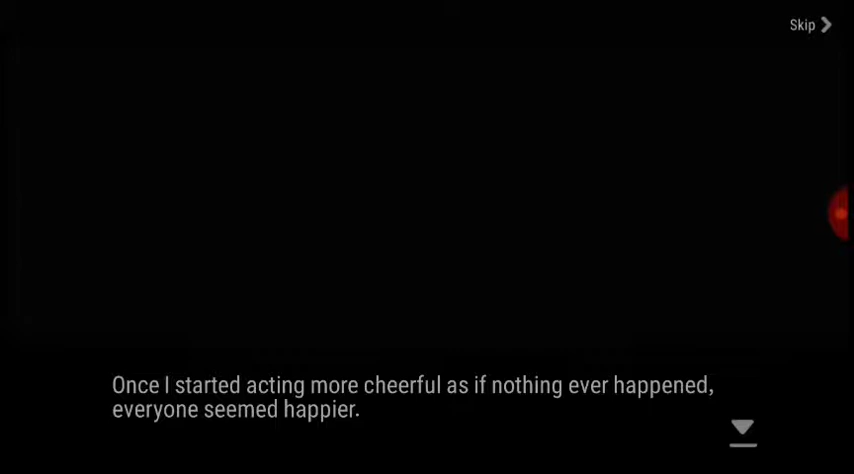 Skip
Once I started acting more cheerful as if nothing ever happened,
everyone seemed happier.